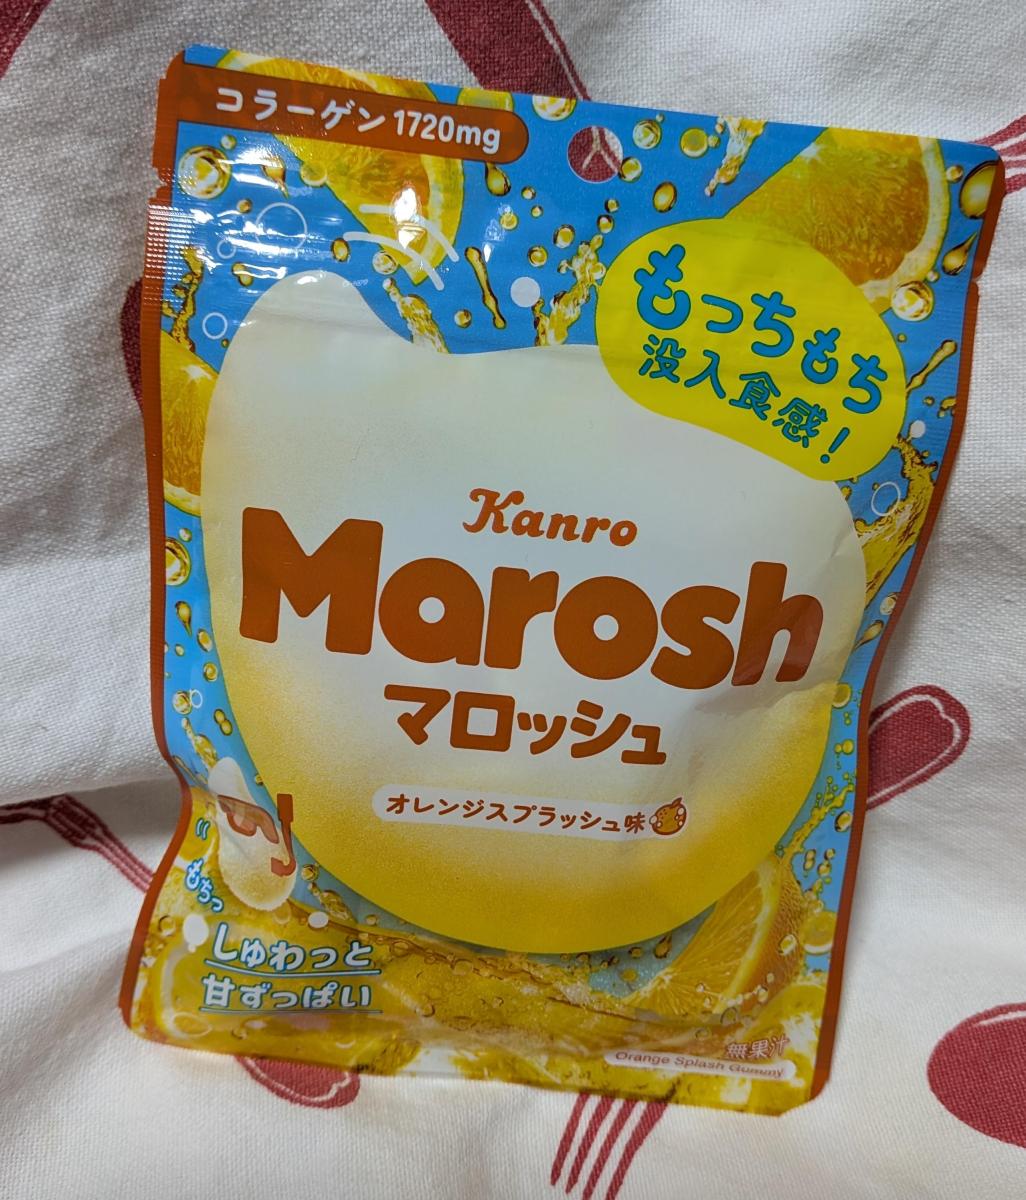 コラーゲン1720mg
もっちもち
没入食感!
Kanro
Marosh
マロッシュ
オレンジスプラッシュ味
もちっ
しゅわっと
甘ずっぱい
無果汁
Orange Splash Gummy